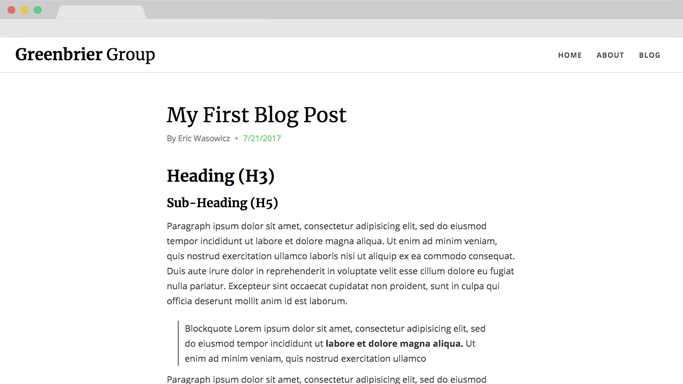 Greenbrier Group
HOME ABOUT BLOG
My First Blog Post
By Eric Wasowicz • 7/21/2017
Heading (H3)
Sub-Heading (H5)
Paragraph ipsum dolor sit amet, consectetur adipisicing elit, sed do eiusmod
tempor incididunt ut labore et dolore magna aliqua. Ut enim ad minim veniam,
quis nostrud exercitation ullamco laboris nisi ut aliquip ex ea commodo consequat.
Duis aute irure dolor in reprehenderit in voluptate velit esse cillum dolore eu fugiat
nulla pariatur. Excepteur sint occaecat cupidatat non proident, sunt in culpa qui
officia deserunt mollit anim id est laborum.
Blockquote Lorem ipsum dolor sit amet, consectetur adipisicing elit, sed
do eiusmod tempor incididunt ut labore et dolore magna aliqua. Ut
enim ad minim veniam, quis nostrud exercitation ullamco
Paragraph ipsum dolor sit amet, consectetur adipisicing elit, sed do eiusmod